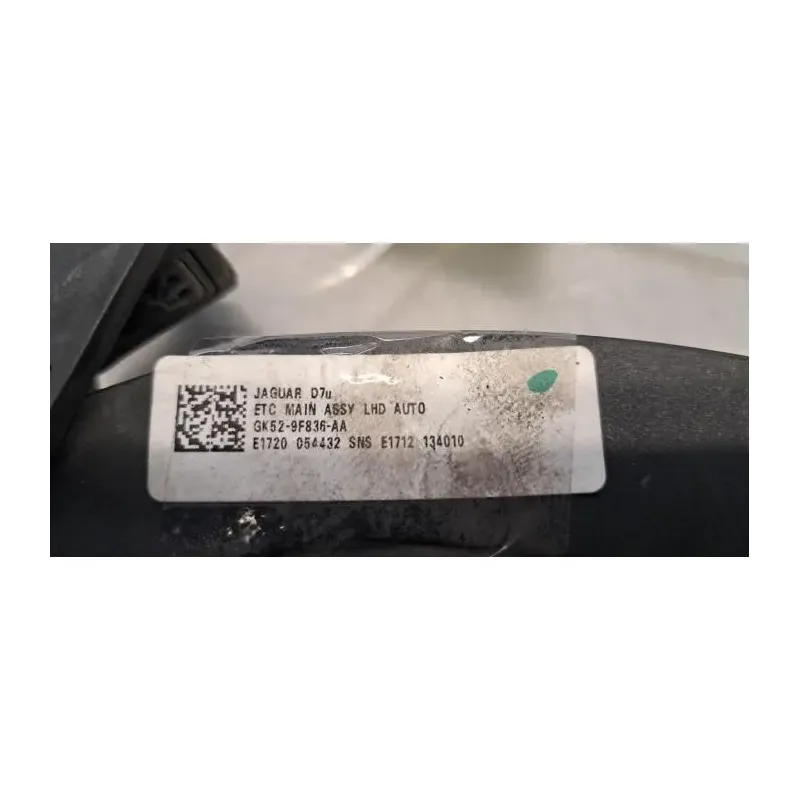 JAGUAR D7u
ETC MAIN ASSY LHD AUTO
GK52-9F836-AA
E1720 054432 SNS E1712 134010